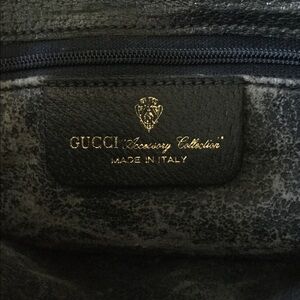 GUCCI "Accessory Collection"
MADE IN ITALY